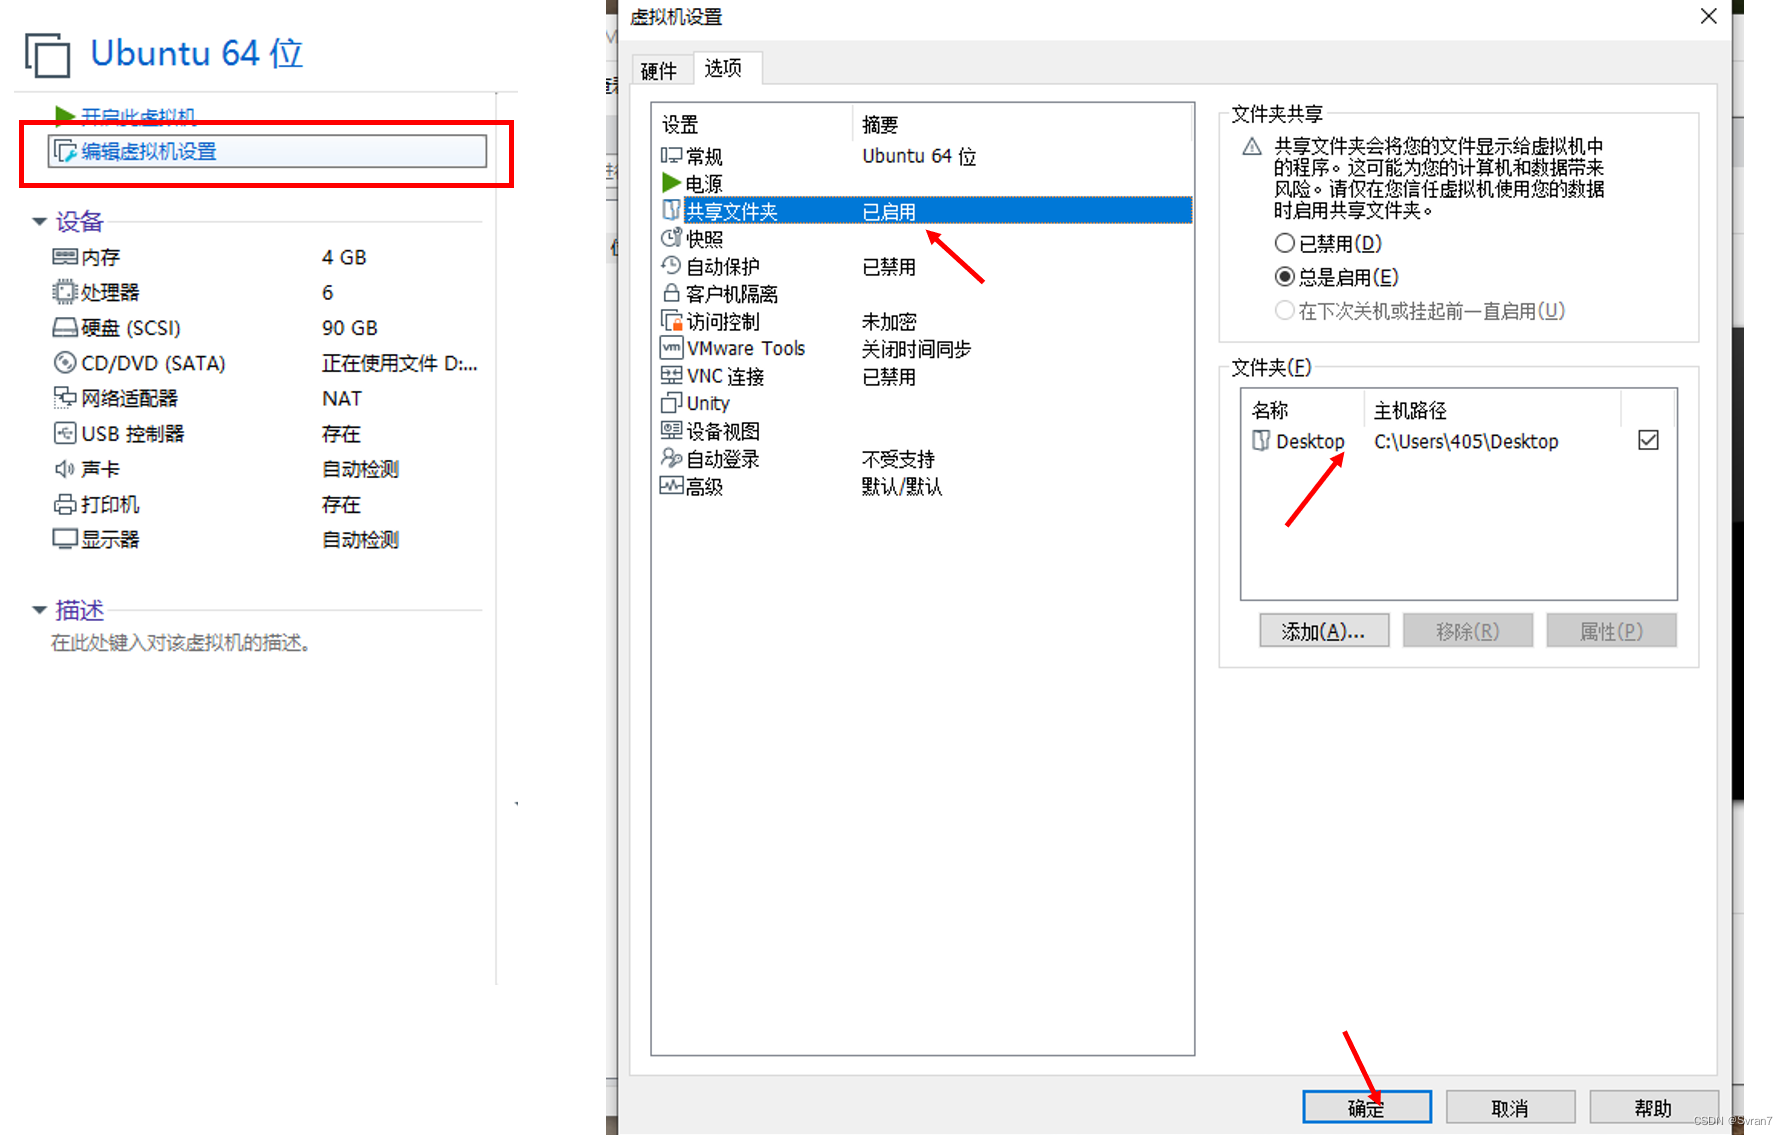 Ubuntu 64 位
开启此虚拟机
编辑虚拟机设置
设备
内存 4 GB
处理器 6
硬盘 (SCSI) 90 GB
CD/DVD (SATA) 正在使用文件 D:...
网络适配器 NAT
USB 控制器 存在
声卡 自动检测
打印机 存在
显示器 自动检测
描述
在此处键入对该虚拟机的描述。
虚拟机设置
硬件 选项
设置 摘要
常规 Ubuntu 64 位
电源
共享文件夹 已启用
快照
自动保护 已禁用
客户机隔离
访问控制 未加密
VMware Tools 关闭时间同步
VNC 连接 已禁用
Unity
设备视图
自动登录 不受支持
高级 默认/默认
文件夹共享
共享文件夹会将您的文件显示给虚拟机中
的程序。这可能为您的计算机和数据带来
风险。请仅在您信任虚拟机使用您的数据
时启用共享文件夹。
已禁用(D)
总是启用(E)
在下次关机或挂起前一直启用(U)
文件夹(F)
名称 主机路径
Desktop C:\Users\405\Desktop
添加(A)... 移除(R) 属性(P)
确定 取消 帮助
CSDN @Svran7